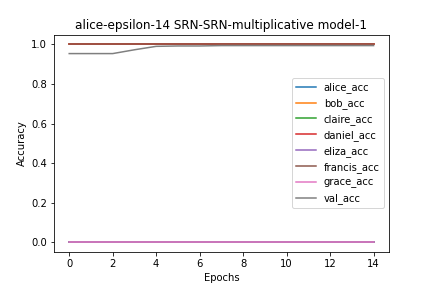 alice-epsilon-14 SRN-SRN-multiplicative model-1
Accuracy
1.0
0.8
0.6
0.4
0.2
0.0
alice_acc
bob_acc
claire_acc
daniel_acc
eliza_acc
francis_acc
grace_acc
val_acc
0 2 4 6 8 10 12 14
Epochs